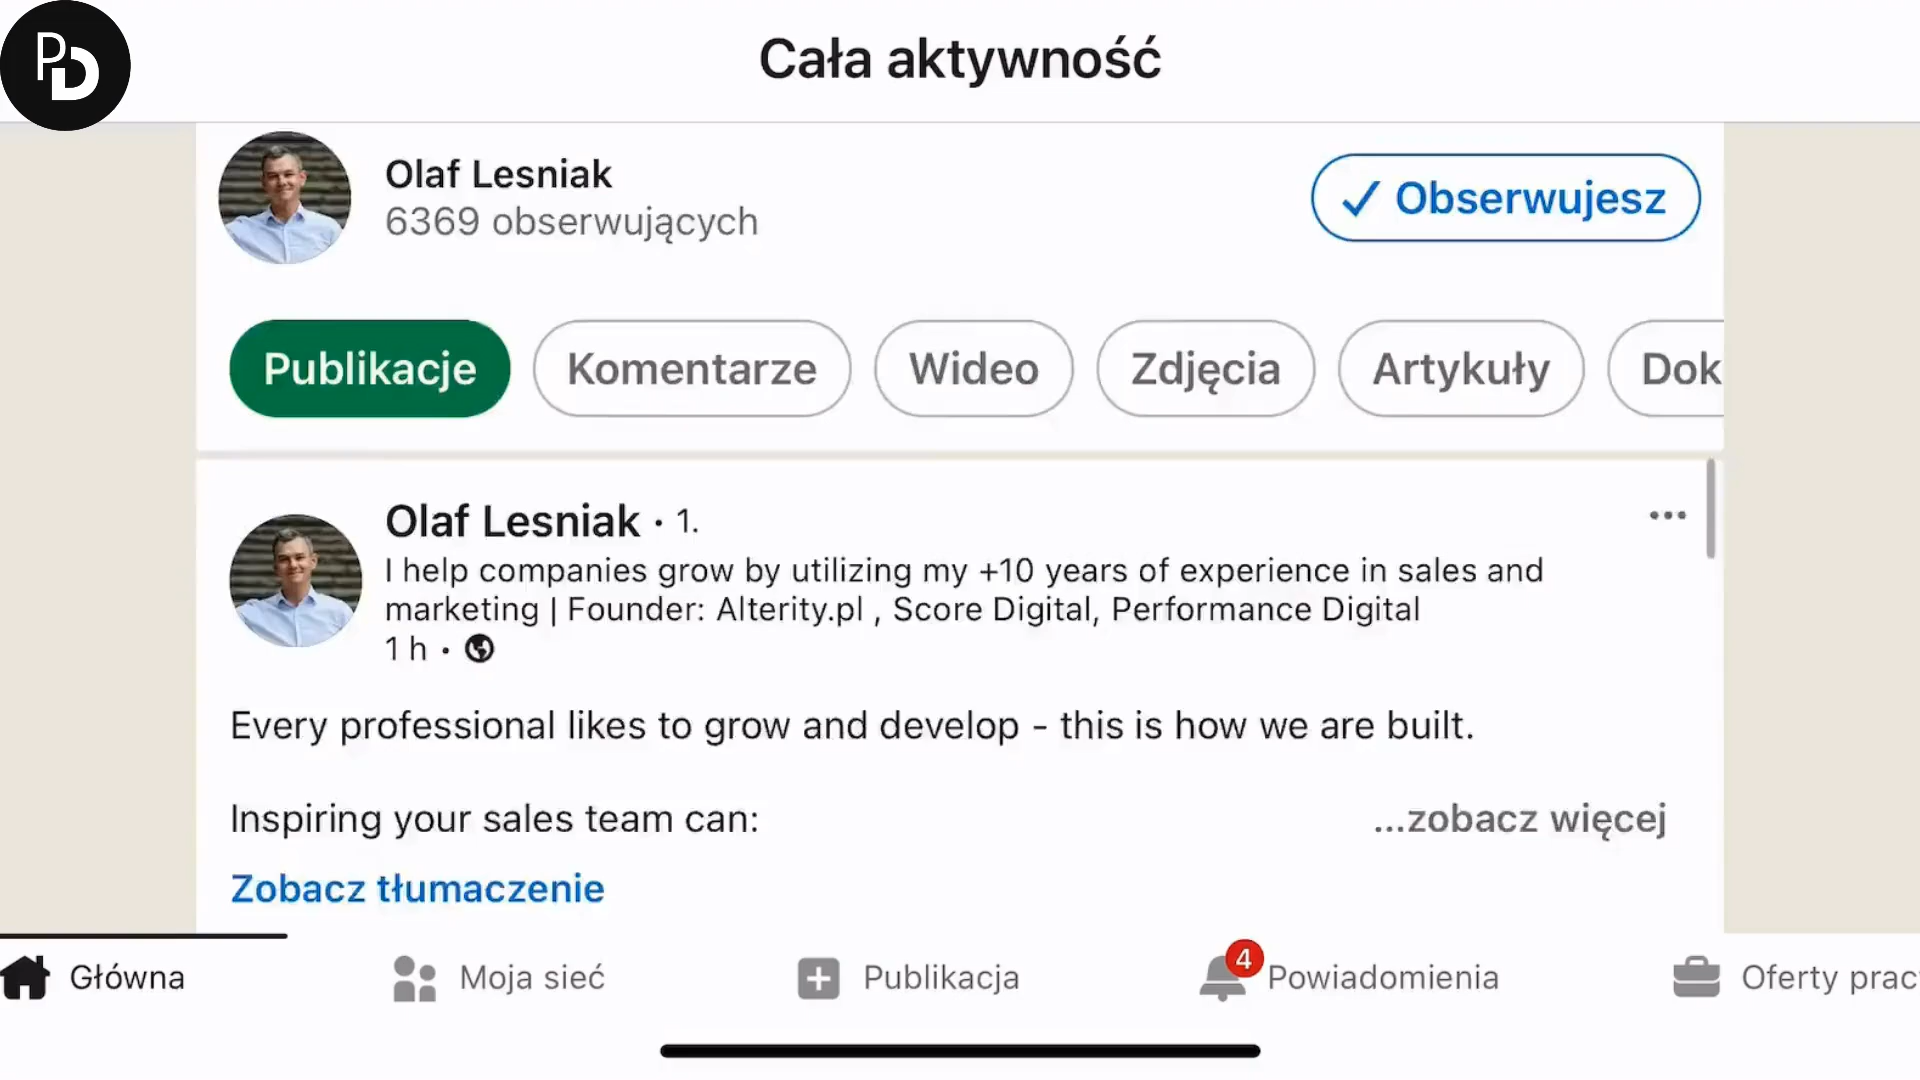 PD
Cała aktywność
Olaf Lesniak
6369 obserwujących
✓ Obserwujesz
Publikacje
Komentarze
Wideo
Zdjęcia
Artykuły
Dok
Olaf Lesniak • 1.
I help companies grow by utilizing my +10 years of experience in sales and
marketing | Founder: Alterity.pl , Score Digital, Performance Digital
1 h •
Every professional likes to grow and develop - this is how we are built.
Inspiring your sales team can:
...zobacz więcej
Zobacz tłumaczenie
Główna
Moja sieć
Publikacja
4
Powiadomienia
Oferty prac